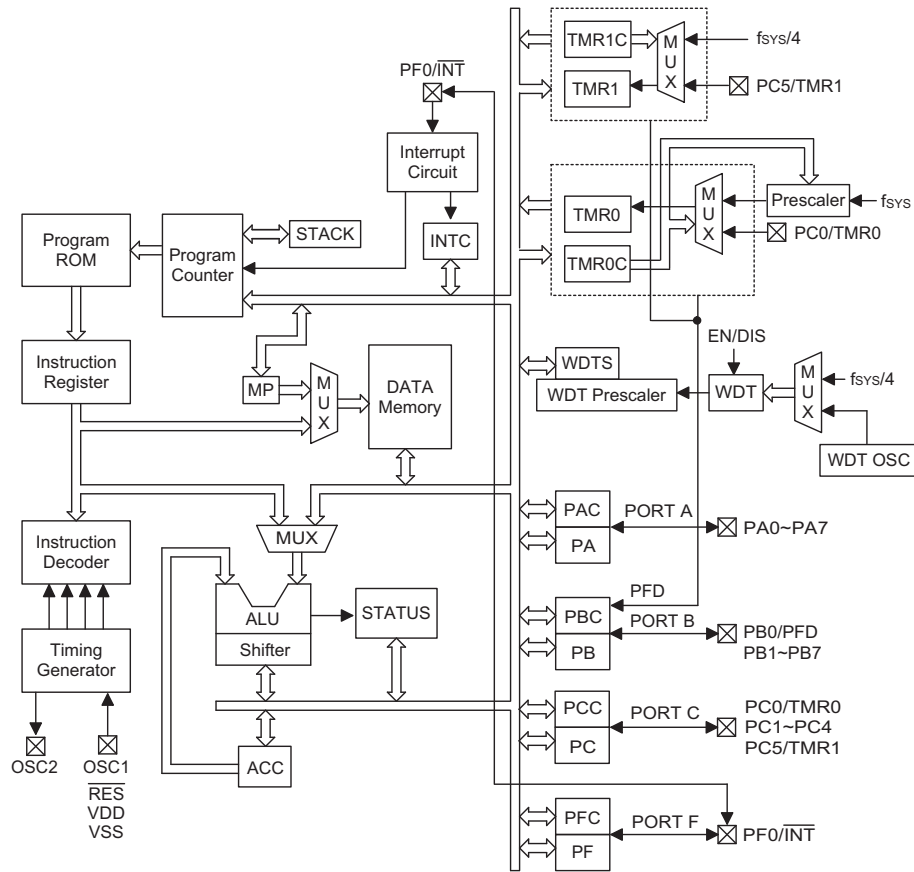 TMR1C
MUX
fSYS/4
TMR1
PC5/TMR1
PF0/INT
Interrupt
Circuit
STACK
INTC
Program
ROM
Program
Counter
TMR0
MUX
Prescaler
fSYS
PC0/TMR0
TMR0C
Instruction
Register
MP
MUX
DATA
Memory
EN/DIS
WDTS
WDT Prescaler
WDT
MUX
fSYS/4
WDT OSC
Instruction
Decoder
MUX
ALU
Shifter
STATUS
Timing
Generator
OSC2
OSC1
RES
VDD
VSS
ACC
PAC
PA
PORT A
PA0~PA7
PFD
PBC
PB
PORT B
PB0/PFD
PB1~PB7
PCC
PC
PORT C
PC0/TMR0
PC1~PC4
PC5/TMR1
PFC
PF
PORT F
PF0/INT